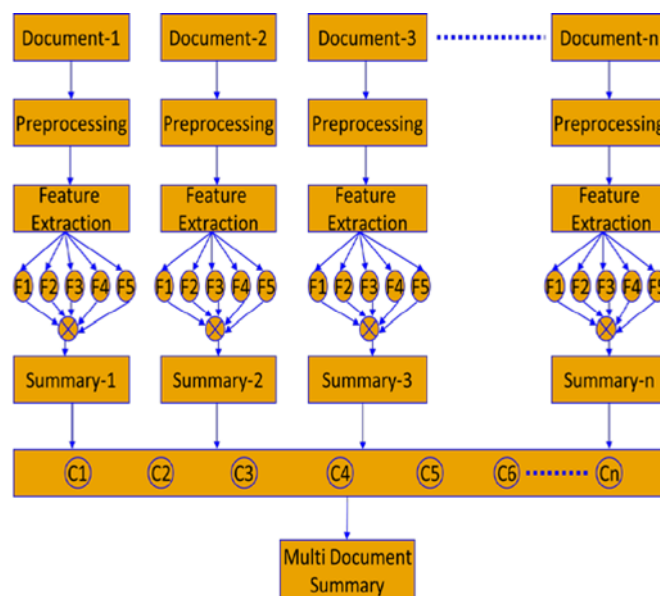 Document-1 Document-2 Document-3 Document-n
Preprocessing Preprocessing Preprocessing Preprocessing
Feature Feature Feature Feature
Extraction Extraction Extraction Extraction
F1 F2 F3 F4 F5 F1 F2 F3 F4 F5 F1 F2 F3 F4 F5 F1 F2 F3 F4 F5
Summary-1 Summary-2 Summary-3 Summary-n
C1 C2 C3 C4 C5 C6 Cn
Multi Document
Summary